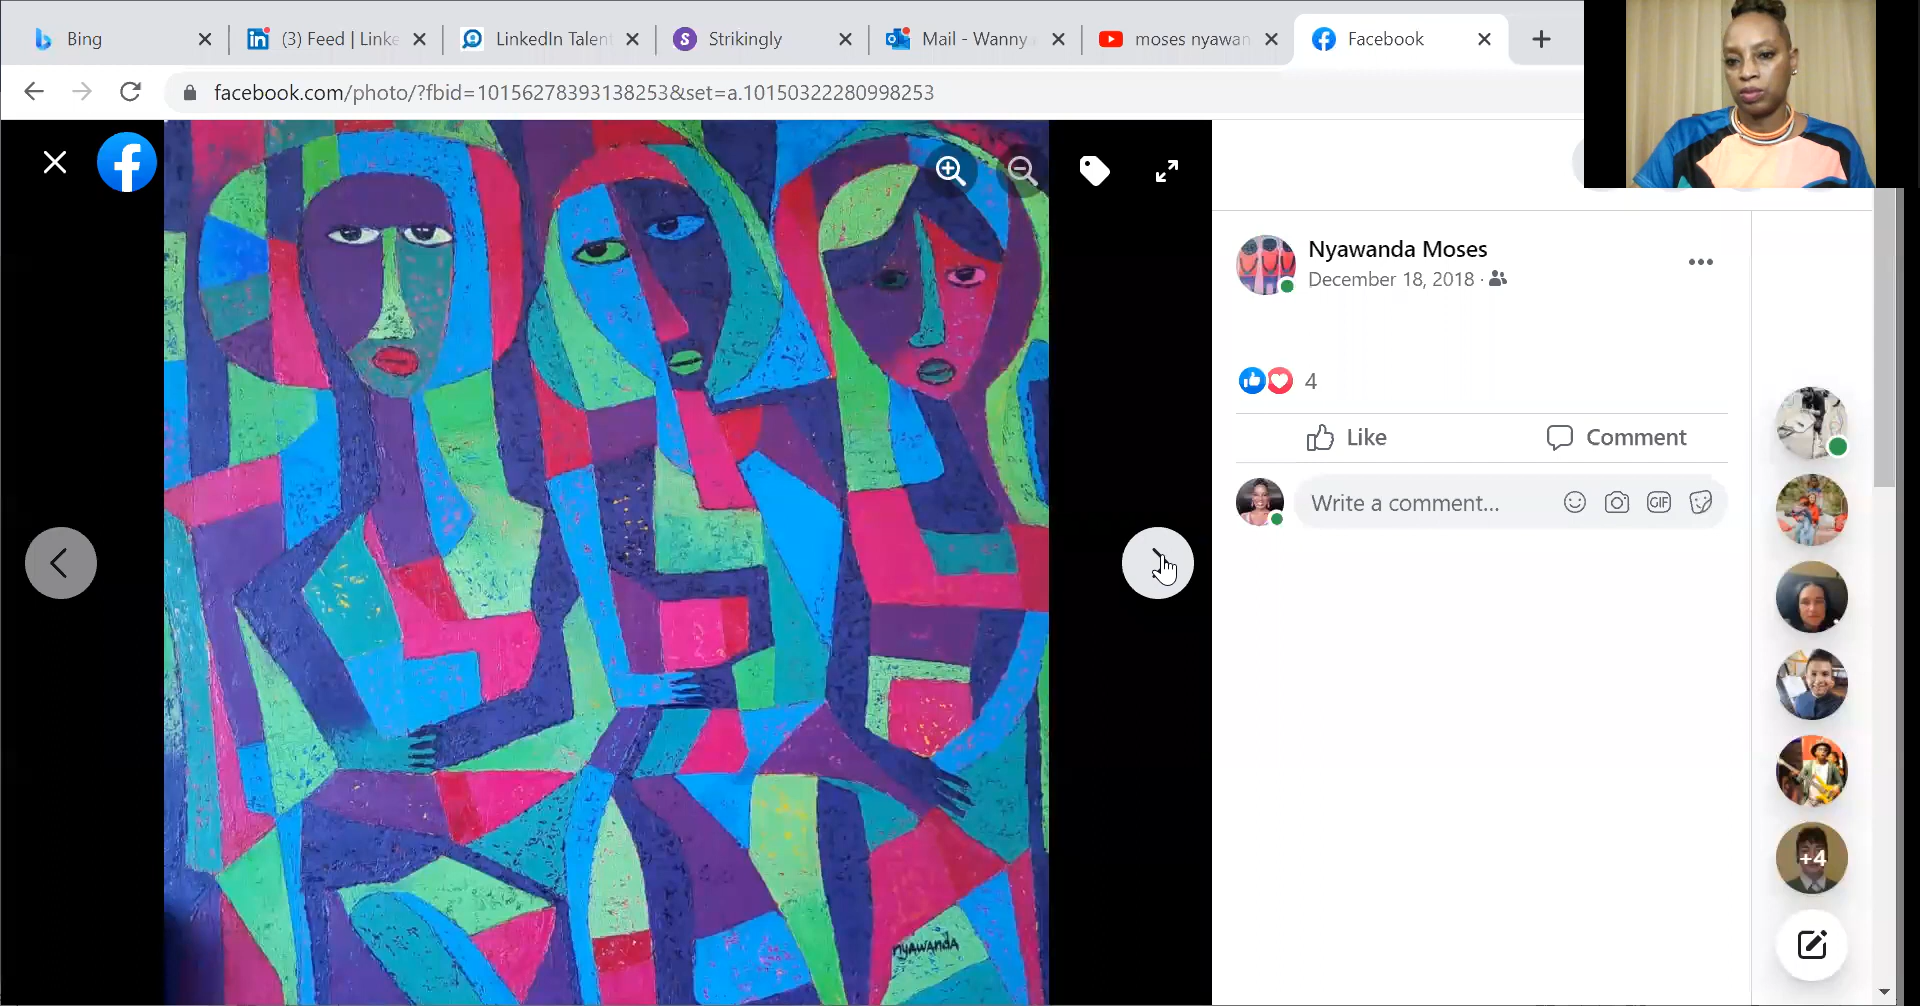 Bing
(3) Feed | Linke
LinkedIn Talent
Strikingly
Mail - Wanny
moses nyawan
Facebook
facebook.com/photo/?fbid=10156278393138253&set=a.10150322280998253
Nyawanda Moses
December 18, 2018 ·
4
Like
Comment
Write a comment...
GIF
+4
nyAWANdA